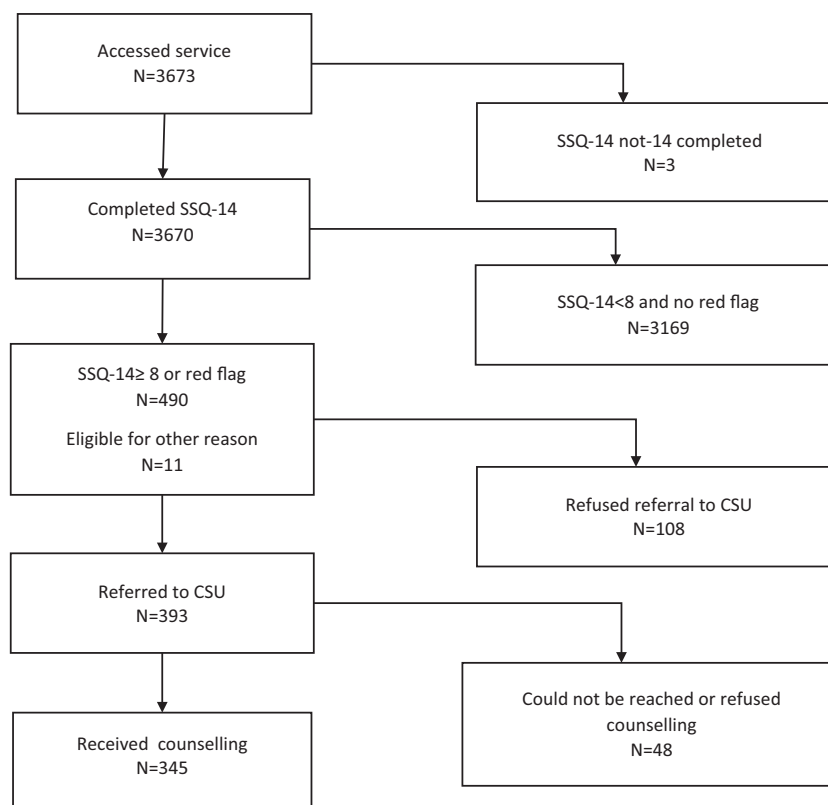 Accessed service
N=3673
SSQ-14 not-14 completed
N=3
Completed SSQ-14
N=3670
SSQ-14<8 and no red flag
N=3169
SSQ-14≥ 8 or red flag
N=490
Eligible for other reason
N=11
Refused referral to CSU
N=108
Referred to CSU
N=393
Could not be reached or refused
counselling
N=48
Received counselling
N=345